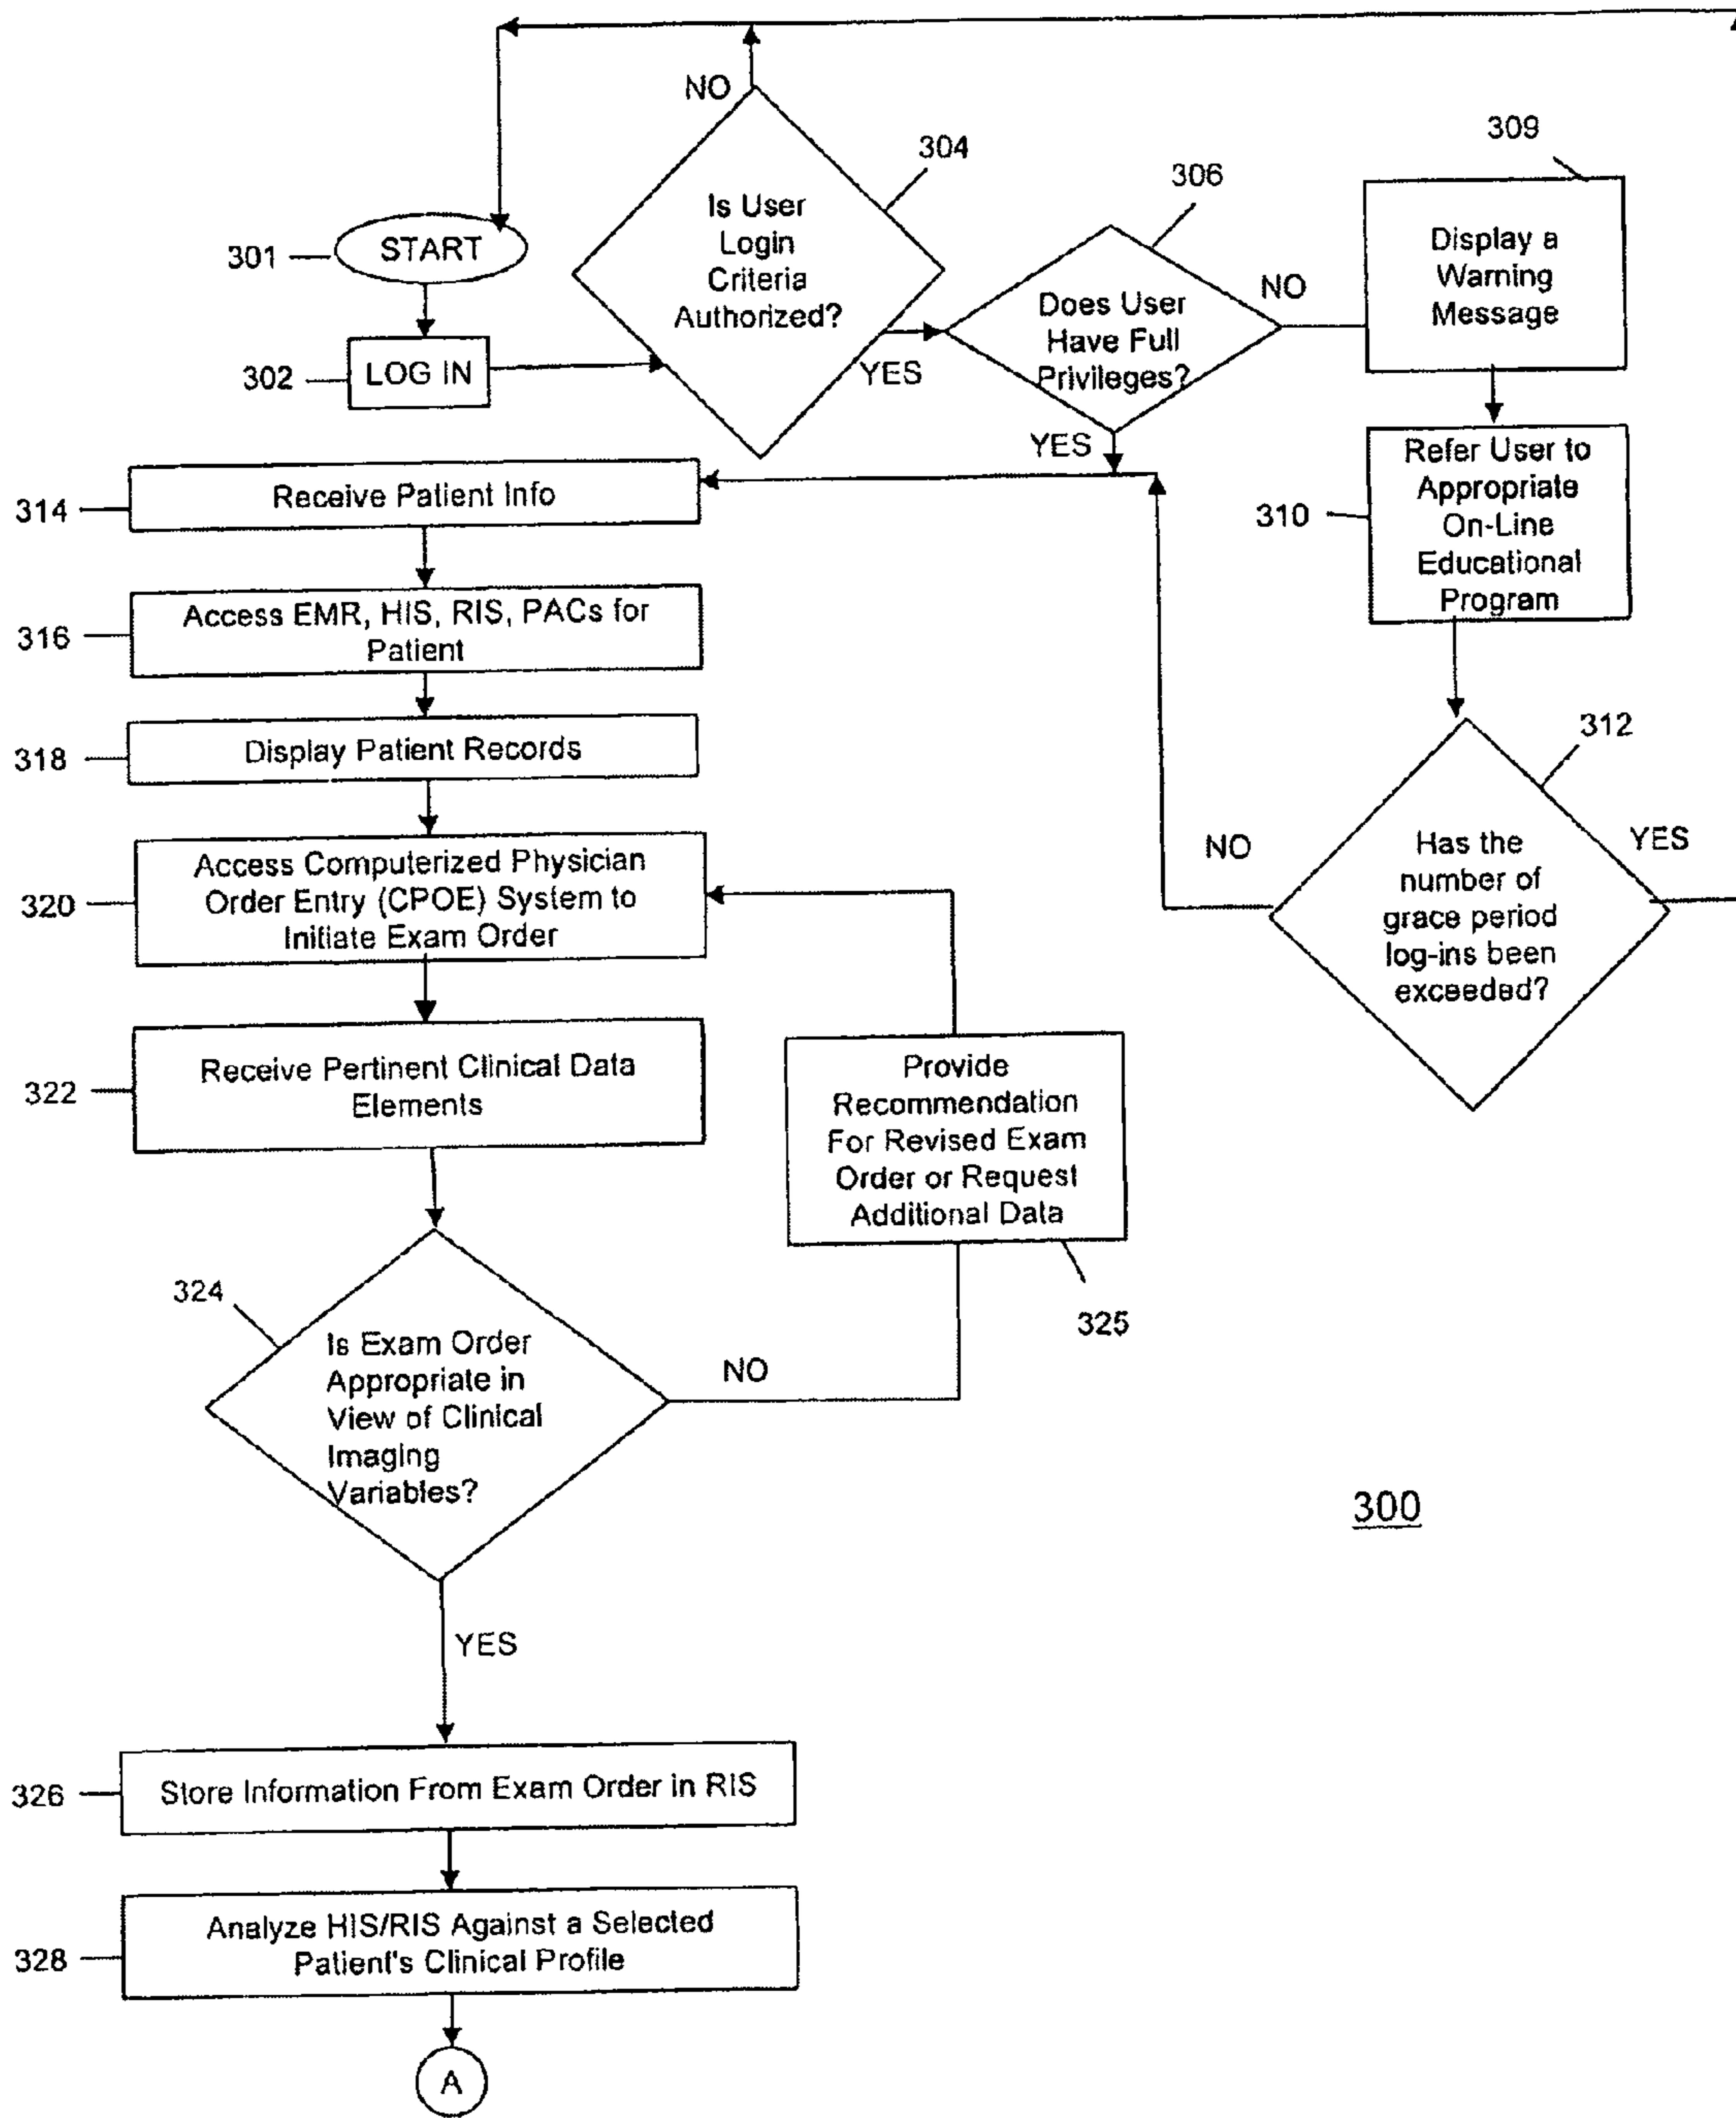 NO
304
Is User
Login
Criteria
Authorized?
YES
301
START
302
LOG IN
306
Does User
Have Full
Privileges?
NO
YES
309
Display a
Warning
Message
310
Refer User to
Appropriate
On-Line
Educational
Program
312
Has the
number of
grace period
log-ins been
exceeded?
NO
YES
314
Receive Patient Info
316
Access EMR, HIS, RIS, PACs for
Patient
318
Display Patient Records
320
Access Computerized Physician
Order Entry (CPOE) System to
Initiate Exam Order
322
Receive Pertinent Clinical Data
Elements
324
Is Exam Order
Appropriate in
View of Clinical
Imaging
Variables?
NO
YES
Provide
Recommendation
For Revised Exam
Order or Request
Additional Data
325
300
326
Store Information From Exam Order in RIS
328
Analyze HIS/RIS Against a Selected
Patient's Clinical Profile
A